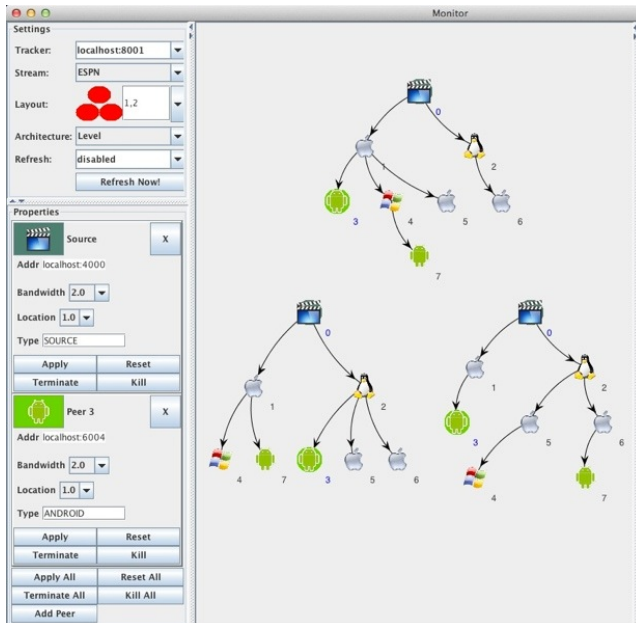 Monitor
Settings
Tracker: localhost:8001
Stream: ESPN
Layout: 1,2
Architecture: Level
Refresh: disabled
Refresh Now!
Properties
Source X
Addr localhost:4000
Bandwidth 2.0
Location 1.0
Type SOURCE
Apply Reset
Terminate Kill
Peer 3 X
Addr localhost:6004
Bandwidth 2.0
Location 1.0
Type ANDROID
Apply Reset
Terminate Kill
Apply All Reset All
Terminate All Kill All
Add Peer
0
1 2
3 4 5 6
7
0
1 2
4 7 3 5 6
0
1 2
3 5 6
4 7